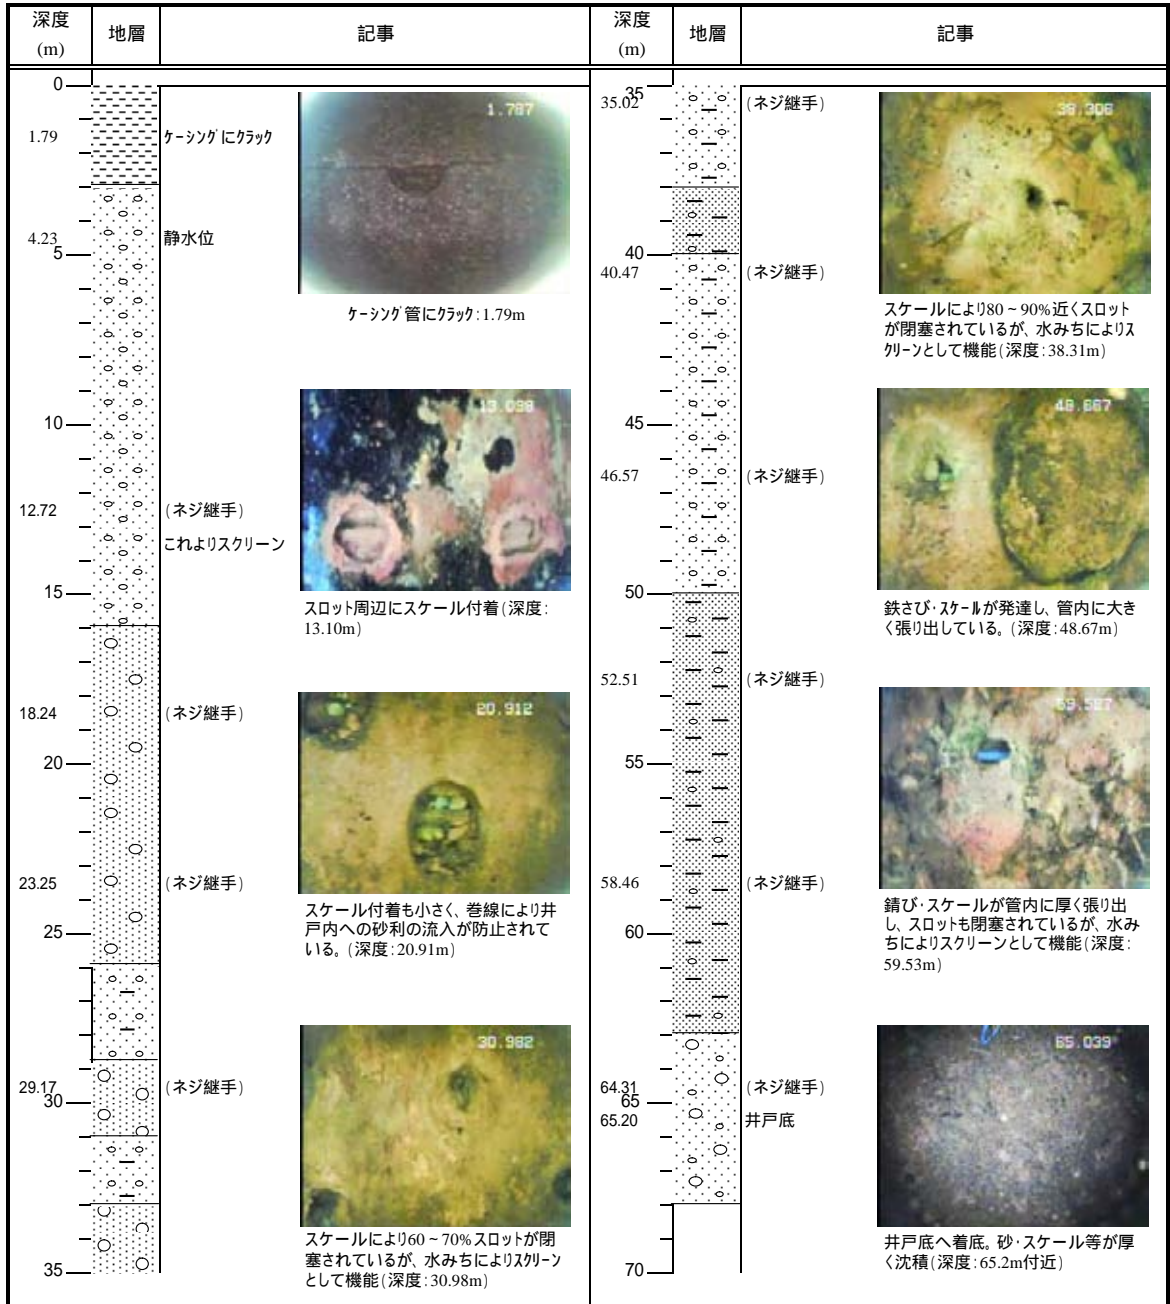 深度
(m)
地層
記事
0
1.79
ケーシングにクラック
1.787
ケーシング管にクラック:1.79m
4.23
静水位
5
10
13.098
スロット周辺にスケール付着(深度:
13.10m)
12.72
(ネジ継手)
これよりスクリーン
15
18.24
(ネジ継手)
20
20.912
スケール付着も小さく、巻線により井
戸内への砂利の流入が防止されて
いる。(深度:20.91m)
23.25
(ネジ継手)
25
29.17
(ネジ継手)
30
30.982
スケールにより60~70%スロットが閉
塞されているが、水みちによりスクリーン
として機能(深度:30.98m)
35
深度
(m)
地層
記事
35
35.02
(ネジ継手)
38.306
スケールにより80~90%近くスロット
が閉塞されているが、水みちによりス
クリーンとして機能(深度:38.31m)
40
40.47
(ネジ継手)
45
46.57
(ネジ継手)
48.667
鉄さび・スケールが発達し、管内に大き
く張り出している。(深度:48.67m)
50
52.51
(ネジ継手)
55
59.527
錆び・スケールが管内に厚く張り出
し、スロットも閉塞されているが、水み
ちによりスクリーンとして機能(深度:
59.53m)
58.46
(ネジ継手)
60
64.31
(ネジ継手)
65
65.20
井戸底
65.039
井戸底へ着底。砂・スケール等が厚
く沈積(深度:65.2m付近)
70